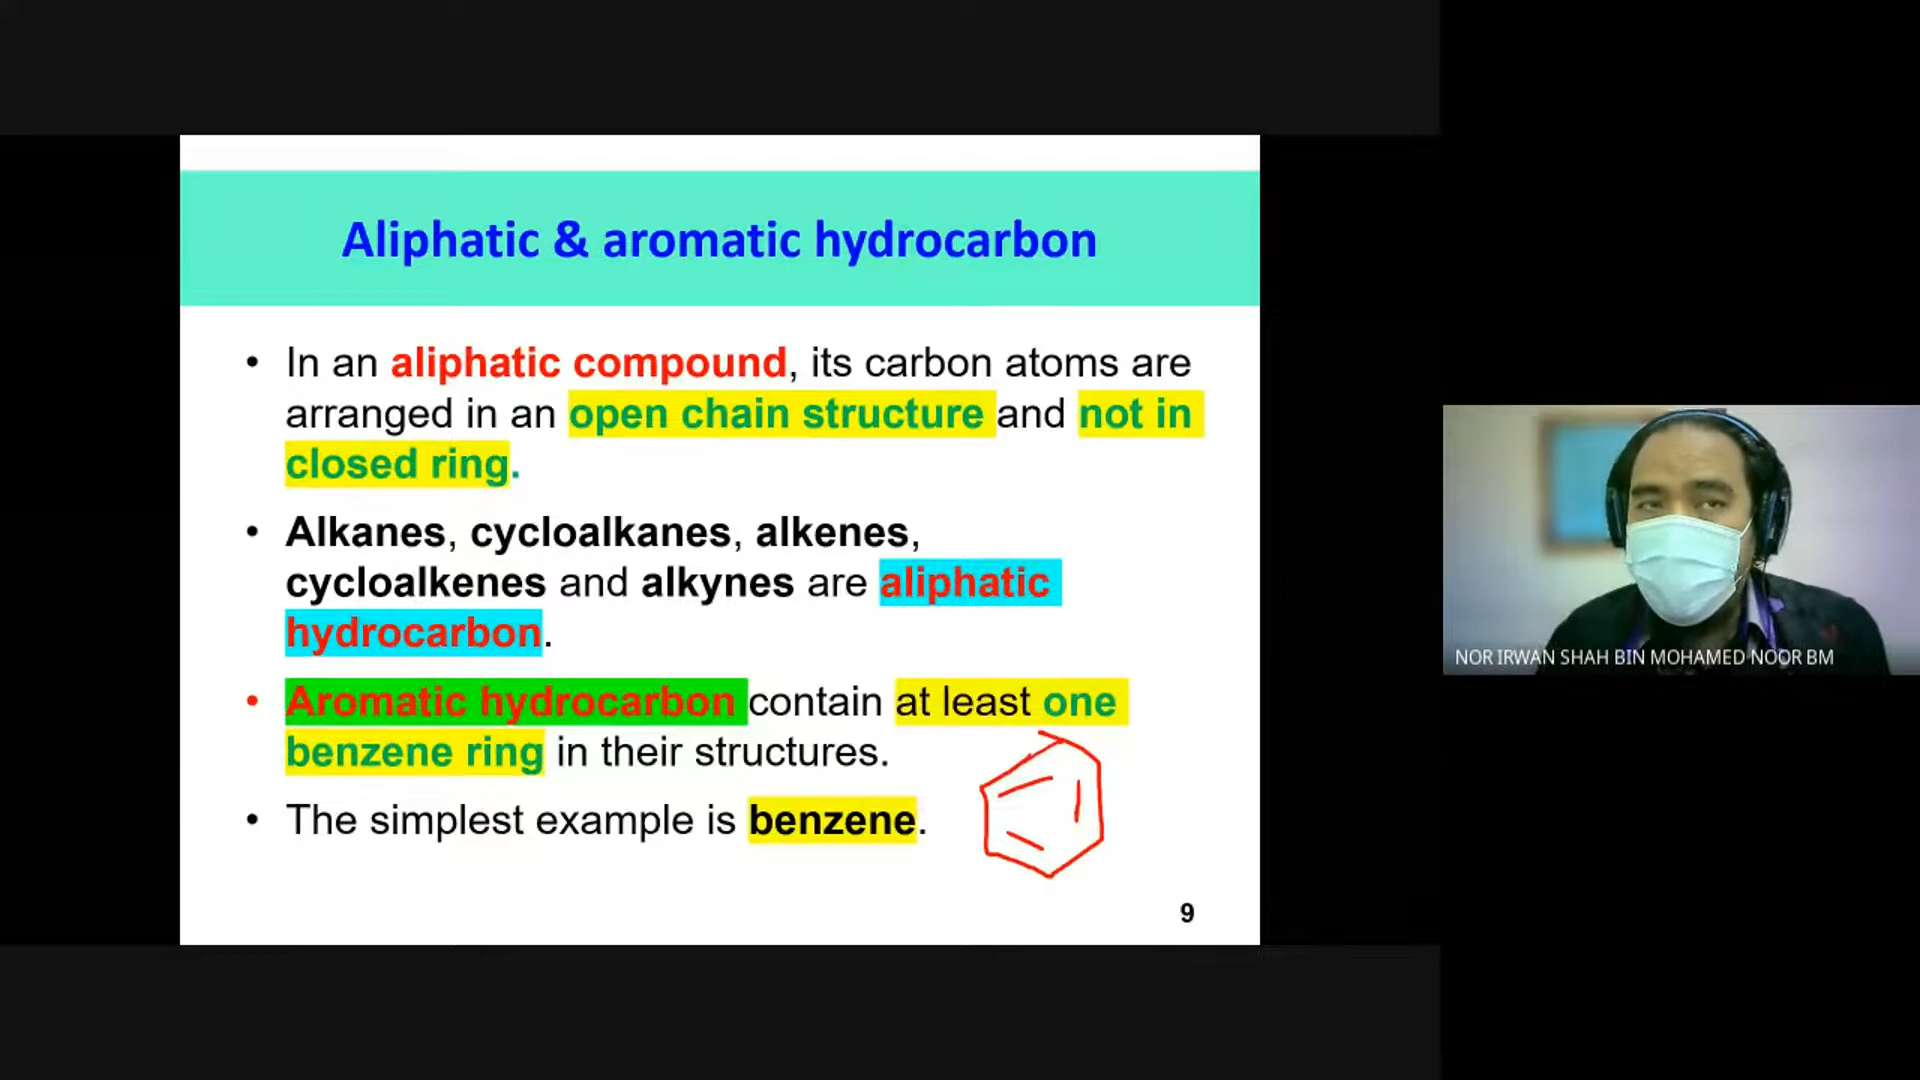 Aliphatic & aromatic hydrocarbon
• In an aliphatic compound, its carbon atoms are
arranged in an open chain structure and not in
closed ring.
• Alkanes, cycloalkanes, alkenes,
cycloalkenes and alkynes are aliphatic
hydrocarbon.
• Aromatic hydrocarbon contain at least one
benzene ring in their structures.
• The simplest example is benzene.
9
NOR IRWAN SHAH BIN MOHAMED NOOR BM